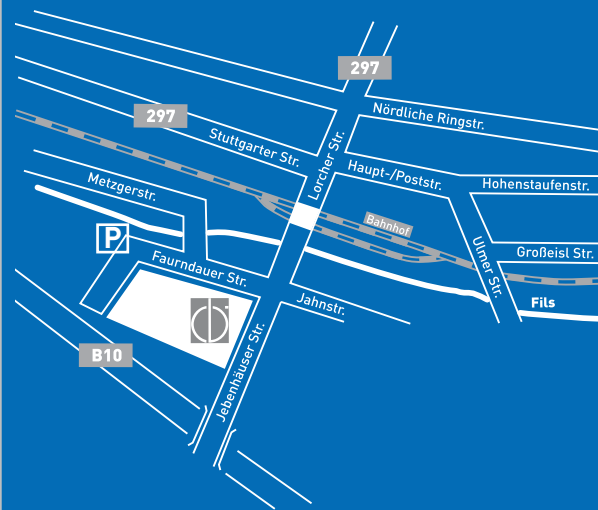 297
Nördliche Ringstr.
297
Stuttgarter Str.
Lorcher Str.
Haupt-/Poststr.
Hohenstaufenstr.
Metzgerstr.
Bahnhof
P
Ulmer Str.
Großeisl Str.
Faurndauer Str.
Fils
Jahnstr.
B10
Jebenhäuser Str.